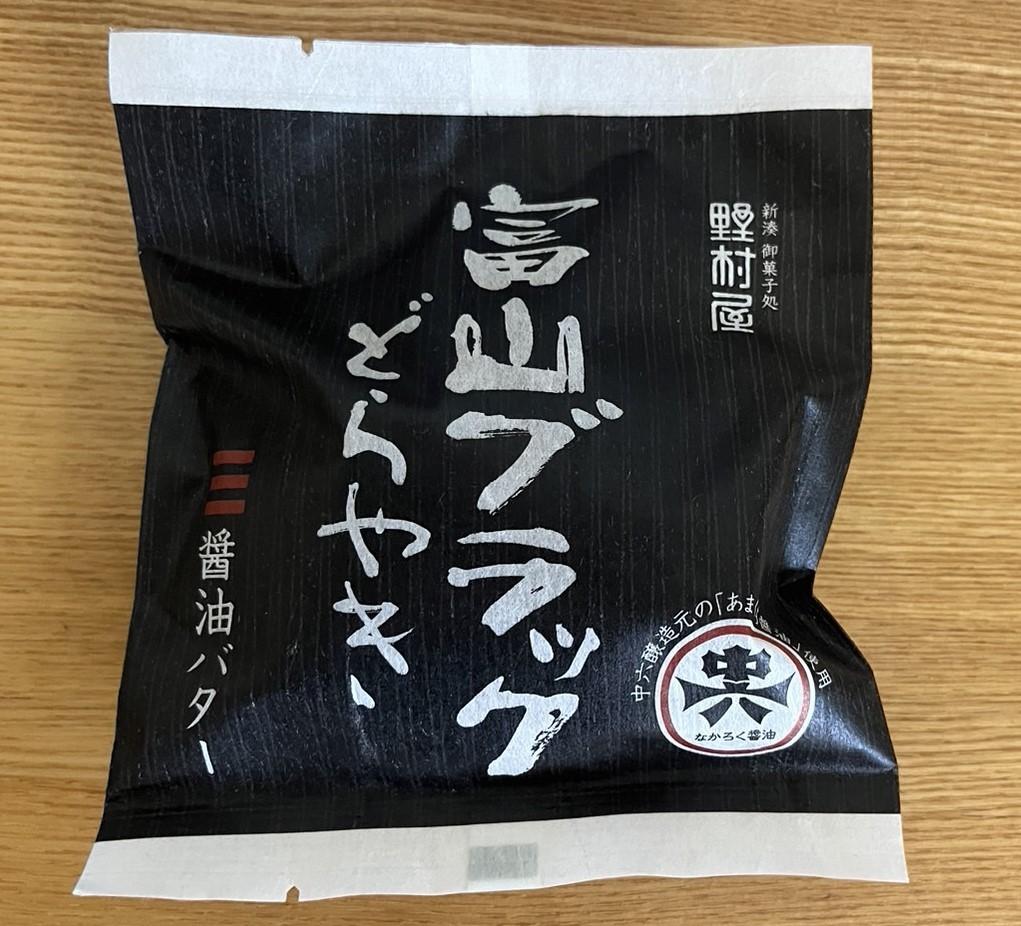 新湊 御菓子処
野村屋
富山ブラック
どらやき
醤油バター
中六醸造元の「あま
醤油」使用
中六
なかろく醤油